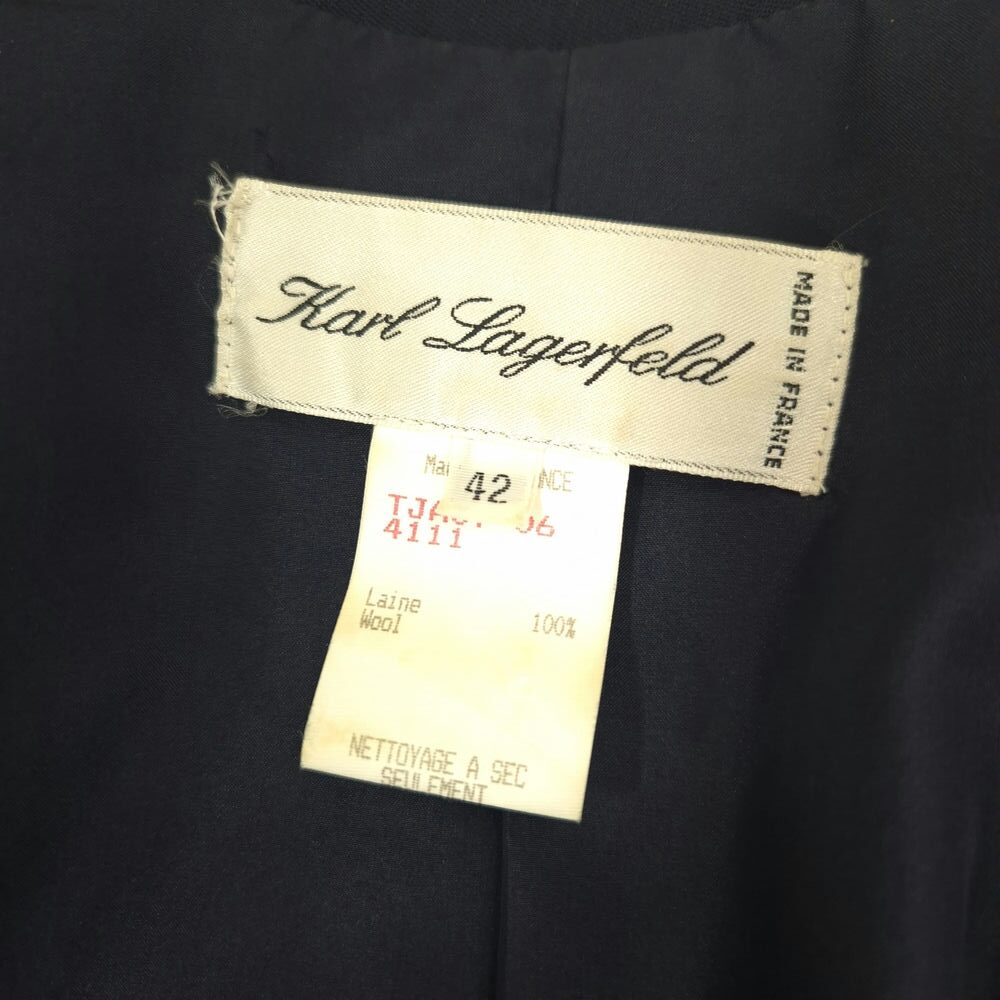 Karl Lagerfeld
MADE IN FRANCE
42
4111
Laine
Wool 100%
NETTOYAGE A SEC
SEULEMENT